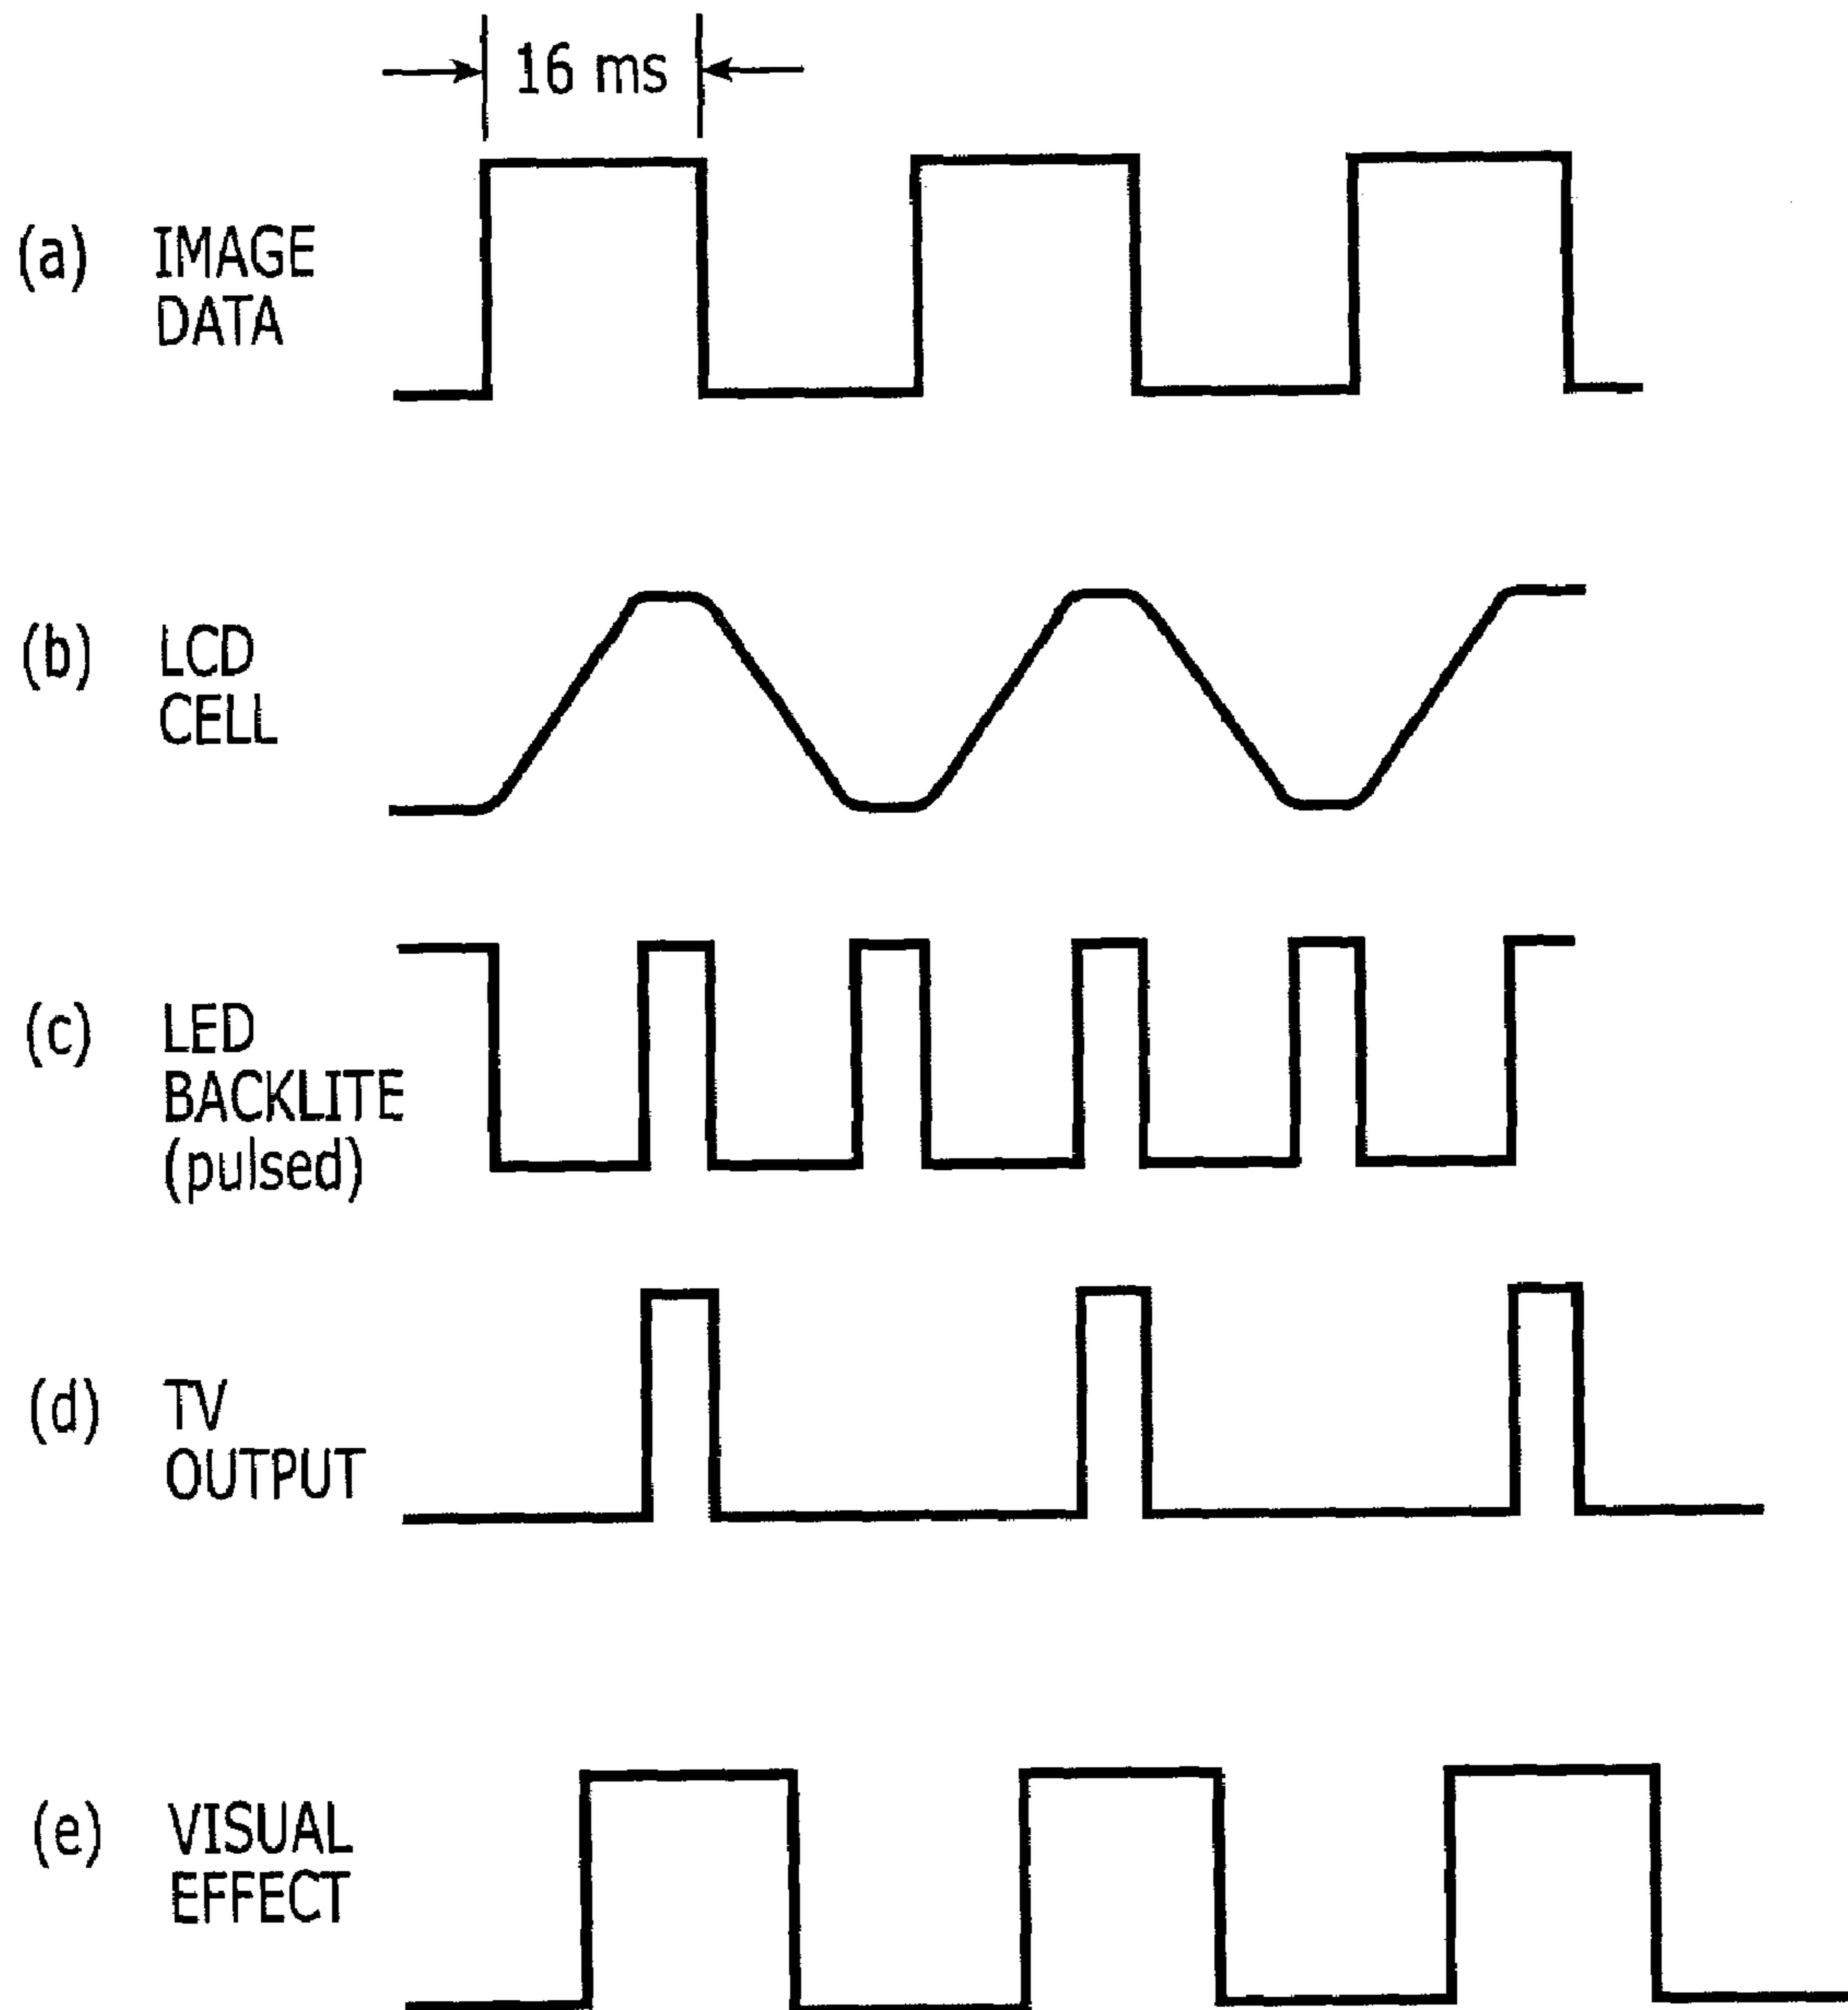 16 ms
(a) IMAGE
DATA
(b) LCD
CELL
(c) LED
BACKLITE
(pulsed)
(d) TV
OUTPUT
(e) VISUAL
EFFECT